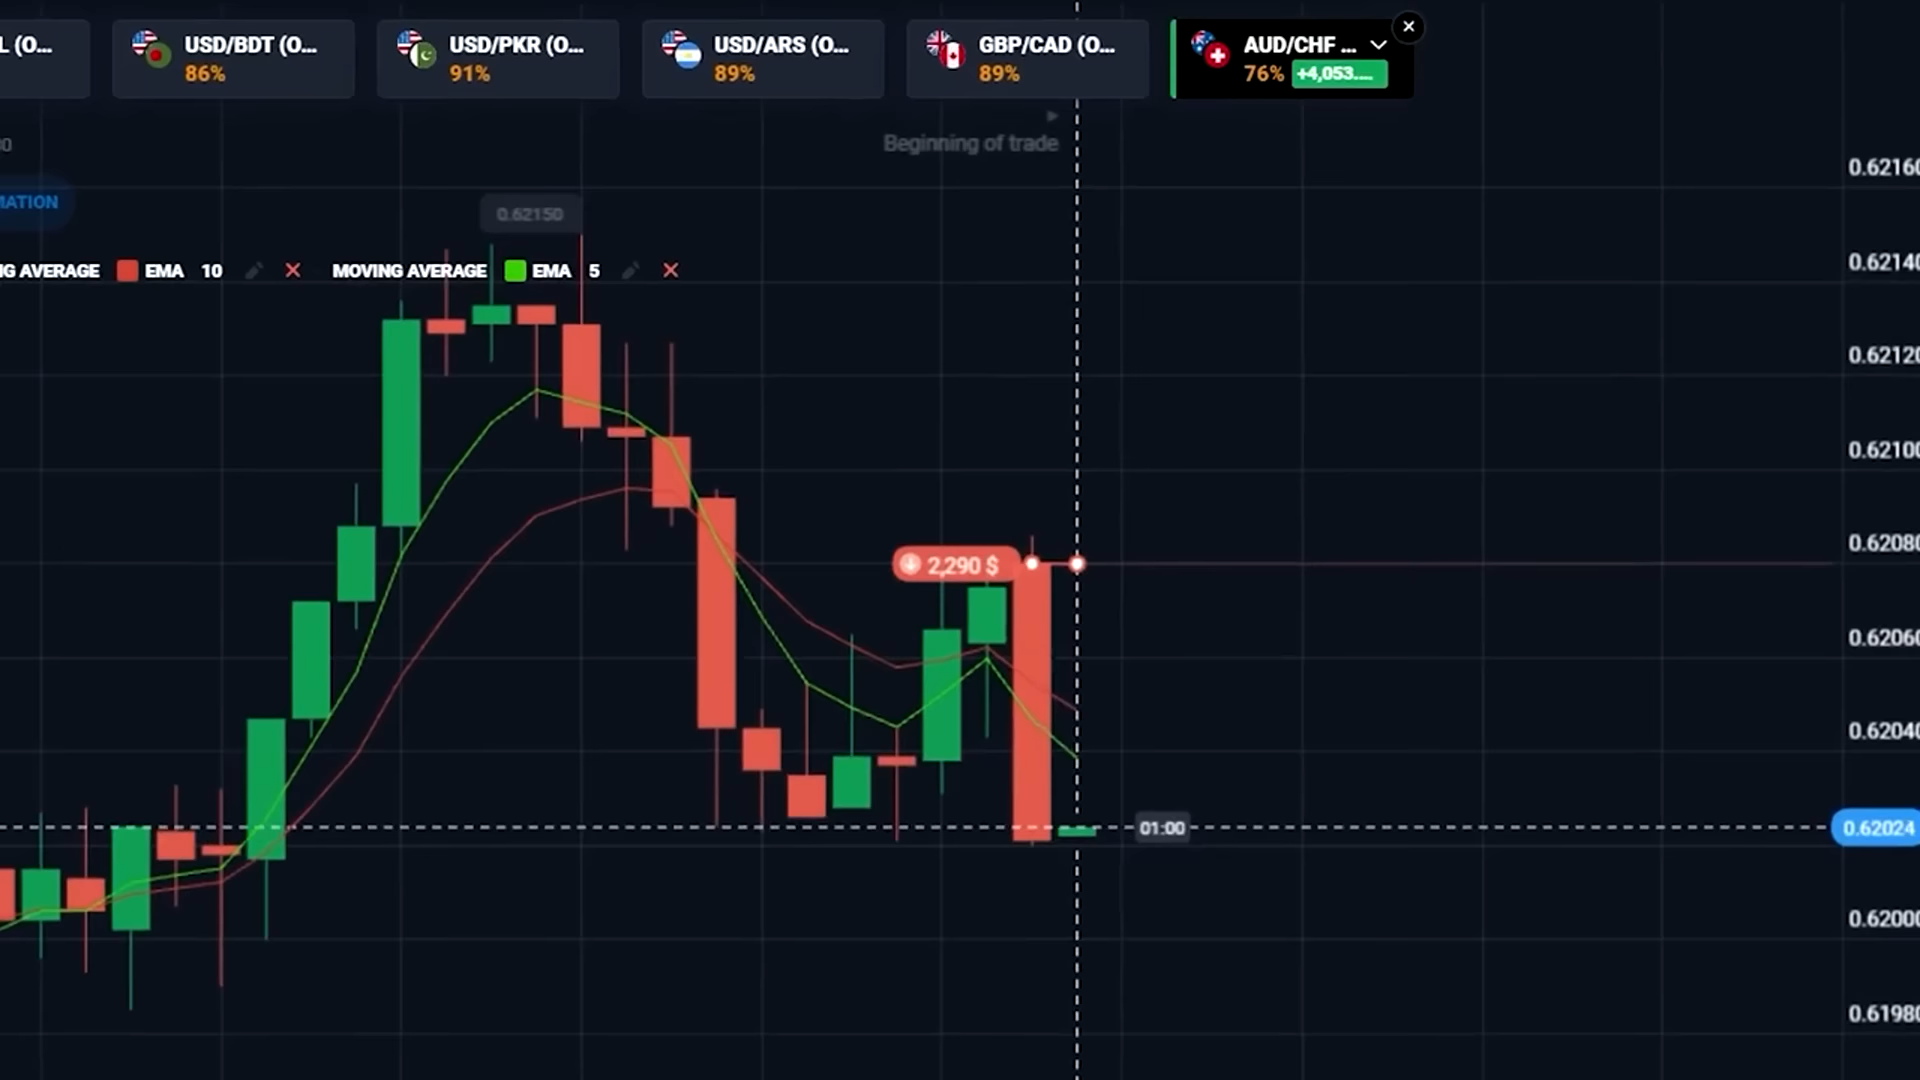 L (O...
USD/BDT (O...
86%
USD/PKR (O...
91%
USD/ARS (O...
89%
GBP/CAD (O...
89%
AUD/CHF ...
76% +4,053....
Beginning of trade
MATION
0.62150
NG AVERAGE EMA 10
MOVING AVERAGE EMA 5
2,290 $
01:00
0.62160
0.62140
0.62120
0.62100
0.62080
0.62060
0.62040
0.62024
0.62000
0.61980